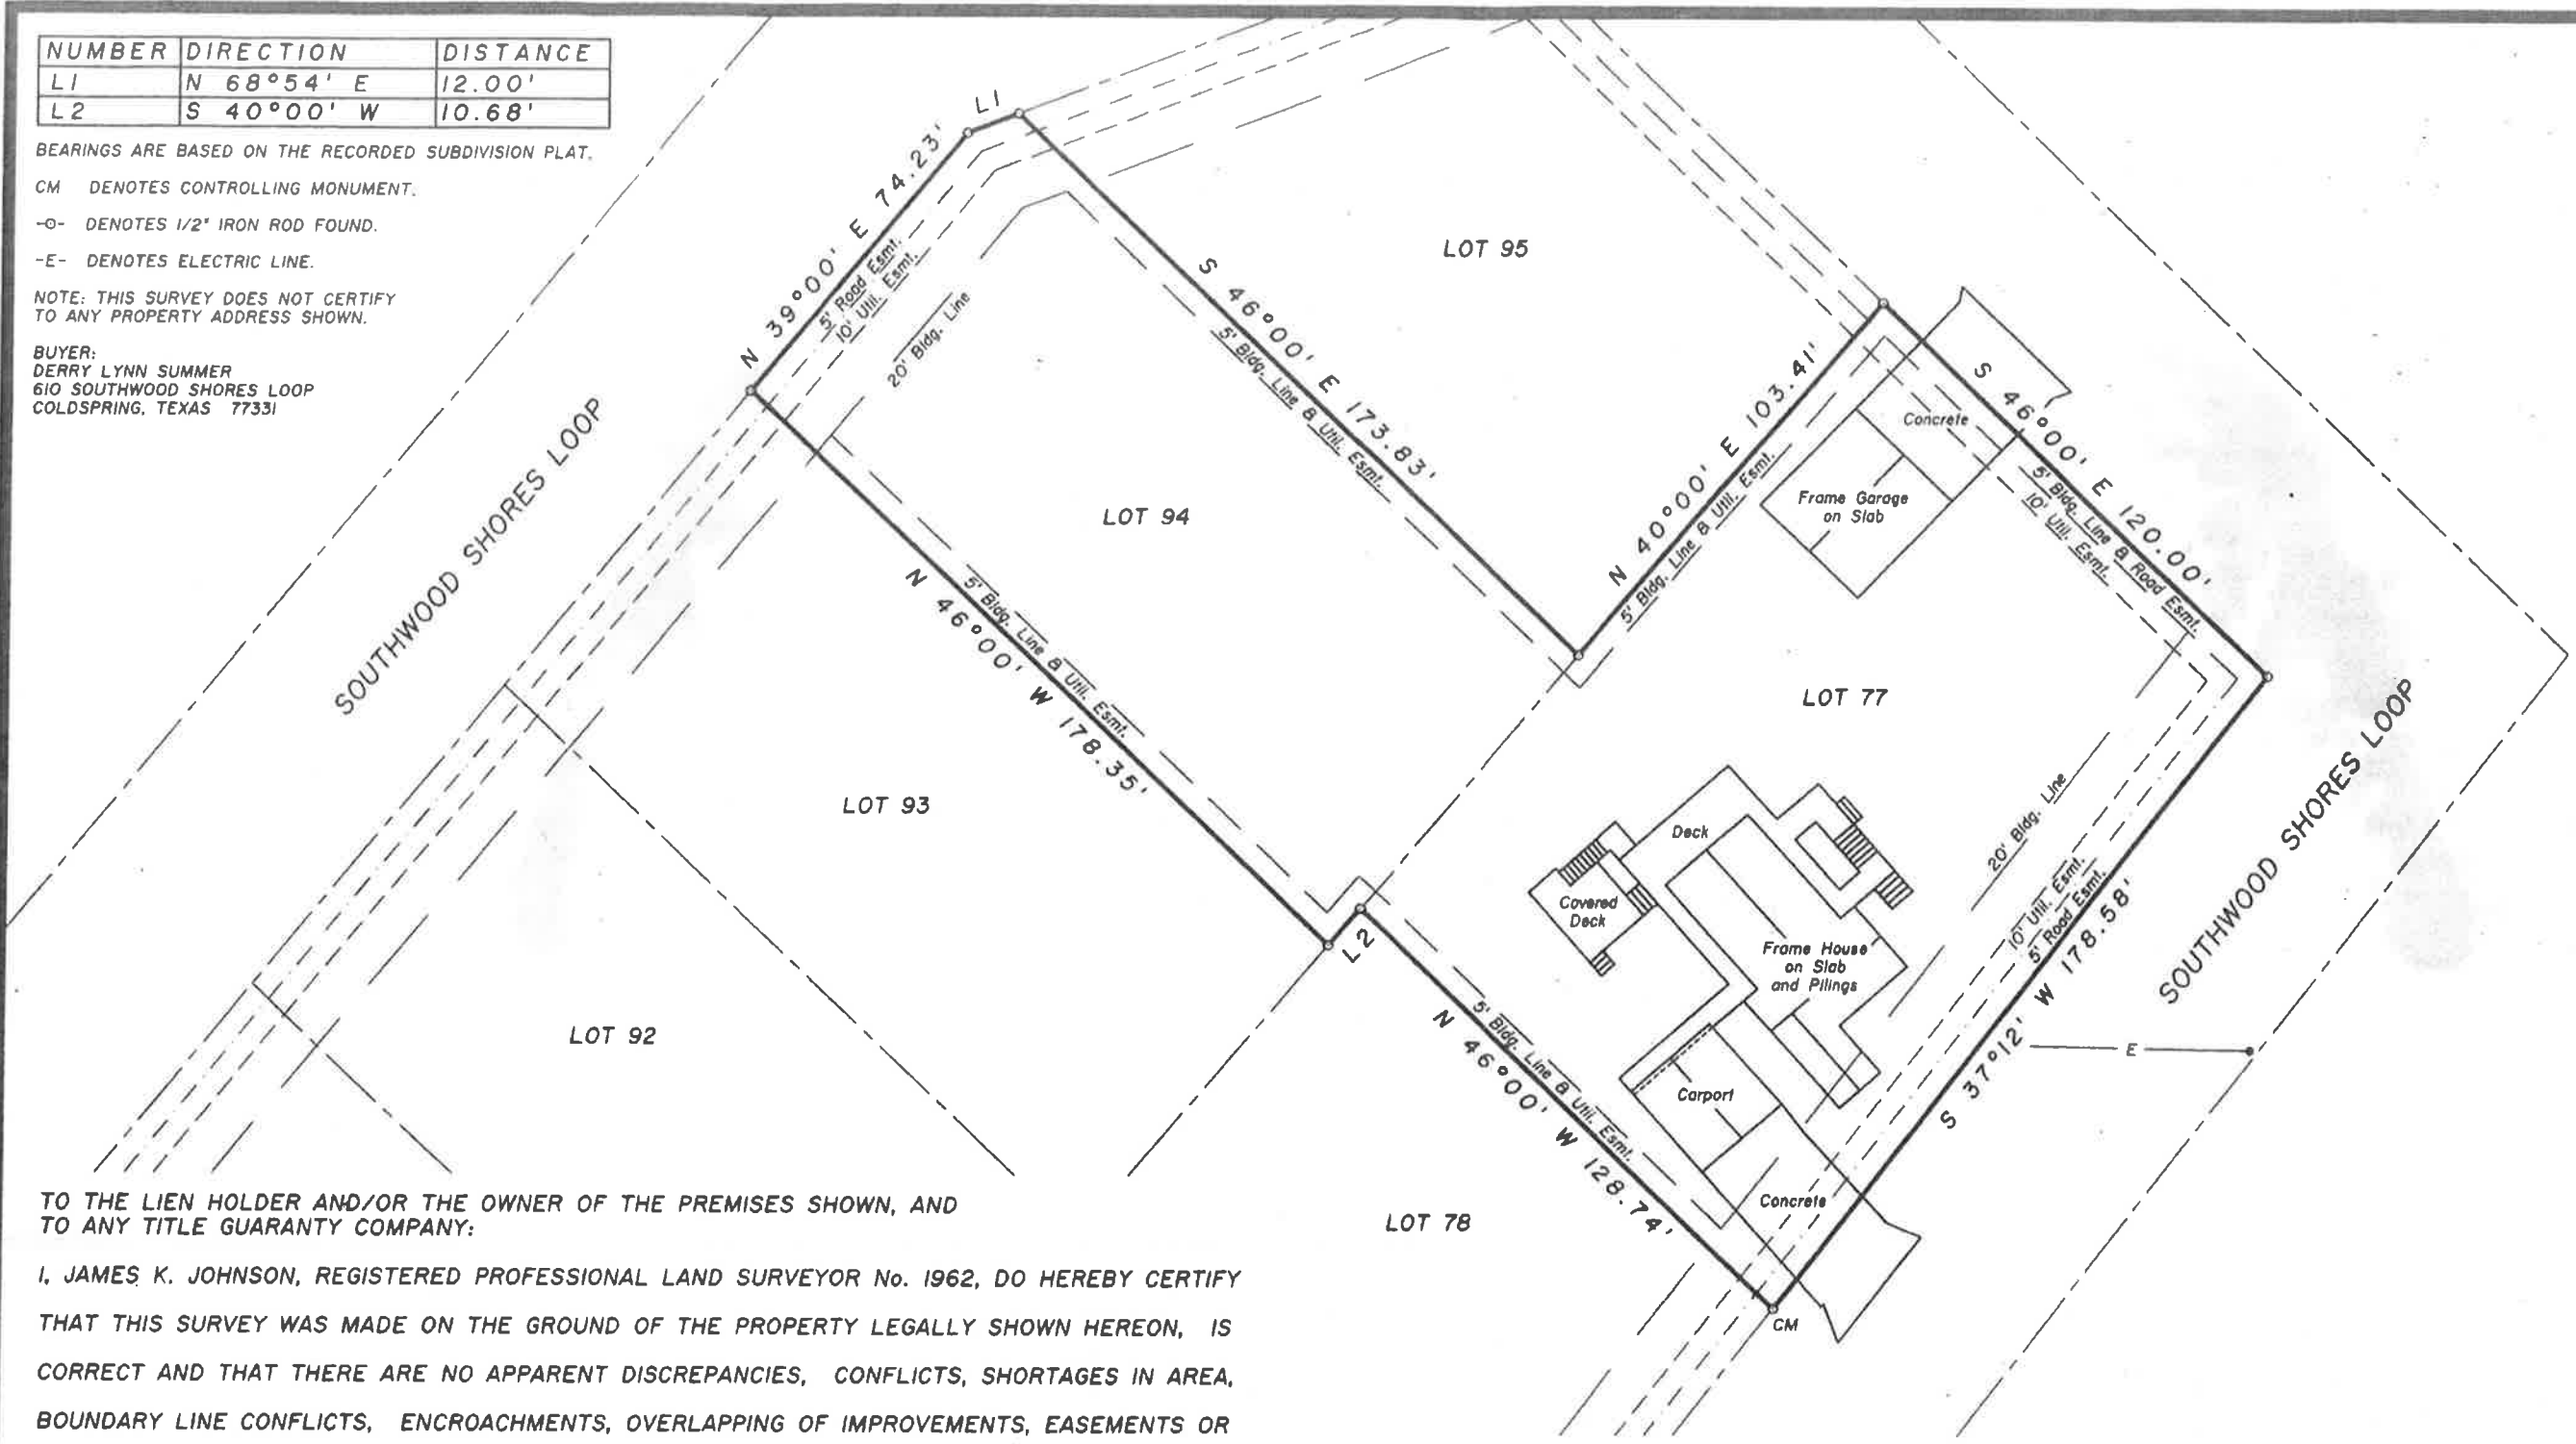 NUMBER DIRECTION DISTANCE
L1 N 68°54' E 12.00'
L2 S 40°00' W 10.68'
BEARINGS ARE BASED ON THE RECORDED SUBDIVISION PLAT.
CM DENOTES CONTROLLING MONUMENT.
-O- DENOTES 1/2" IRON ROD FOUND.
-E- DENOTES ELECTRIC LINE.
NOTE: THIS SURVEY DOES NOT CERTIFY
TO ANY PROPERTY ADDRESS SHOWN.
BUYER:
DERRY LYNN SUMMER
610 SOUTHWOOD SHORES LOOP
COLDSPRING, TEXAS 77331
SOUTHWOOD SHORES LOOP
L1
N 39°00' E 74.23'
5' Road Esmt.
10' Util. Esmt.
20' Bldg. Line
LOT 95
S 46°00' E 173.83'
5' Bldg. Line & Util. Esmt.
LOT 94
N 46°00' W 178.35'
5' Bldg. Line & Util. Esmt.
LOT 93
LOT 92
L2
N 40°00' E 103.41'
5' Bldg. Line & Util. Esmt.
Concrete
Frame Garage
on Slab
S 46°00' E 120.00'
5' Bldg. Line & Road Esmt.
10' Util. Esmt.
LOT 77
Deck
Covered
Deck
Frame House
on Slab
and Pilings
Carport
Concrete
20' Bldg. Line
10' Util. Esmt.
5' Road Esmt.
S 37°12' W 178.58'
SOUTHWOOD SHORES LOOP
E
5' Bldg. Line & Util. Esmt.
N 46°00' W 128.74'
LOT 78
CM
TO THE LIEN HOLDER AND/OR THE OWNER OF THE PREMISES SHOWN, AND
TO ANY TITLE GUARANTY COMPANY:
I, JAMES K. JOHNSON, REGISTERED PROFESSIONAL LAND SURVEYOR No. 1962, DO HEREBY CERTIFY
THAT THIS SURVEY WAS MADE ON THE GROUND OF THE PROPERTY LEGALLY SHOWN HEREON, IS
CORRECT AND THAT THERE ARE NO APPARENT DISCREPANCIES, CONFLICTS, SHORTAGES IN AREA,
BOUNDARY LINE CONFLICTS, ENCROACHMENTS, OVERLAPPING OF IMPROVEMENTS, EASEMENTS OR